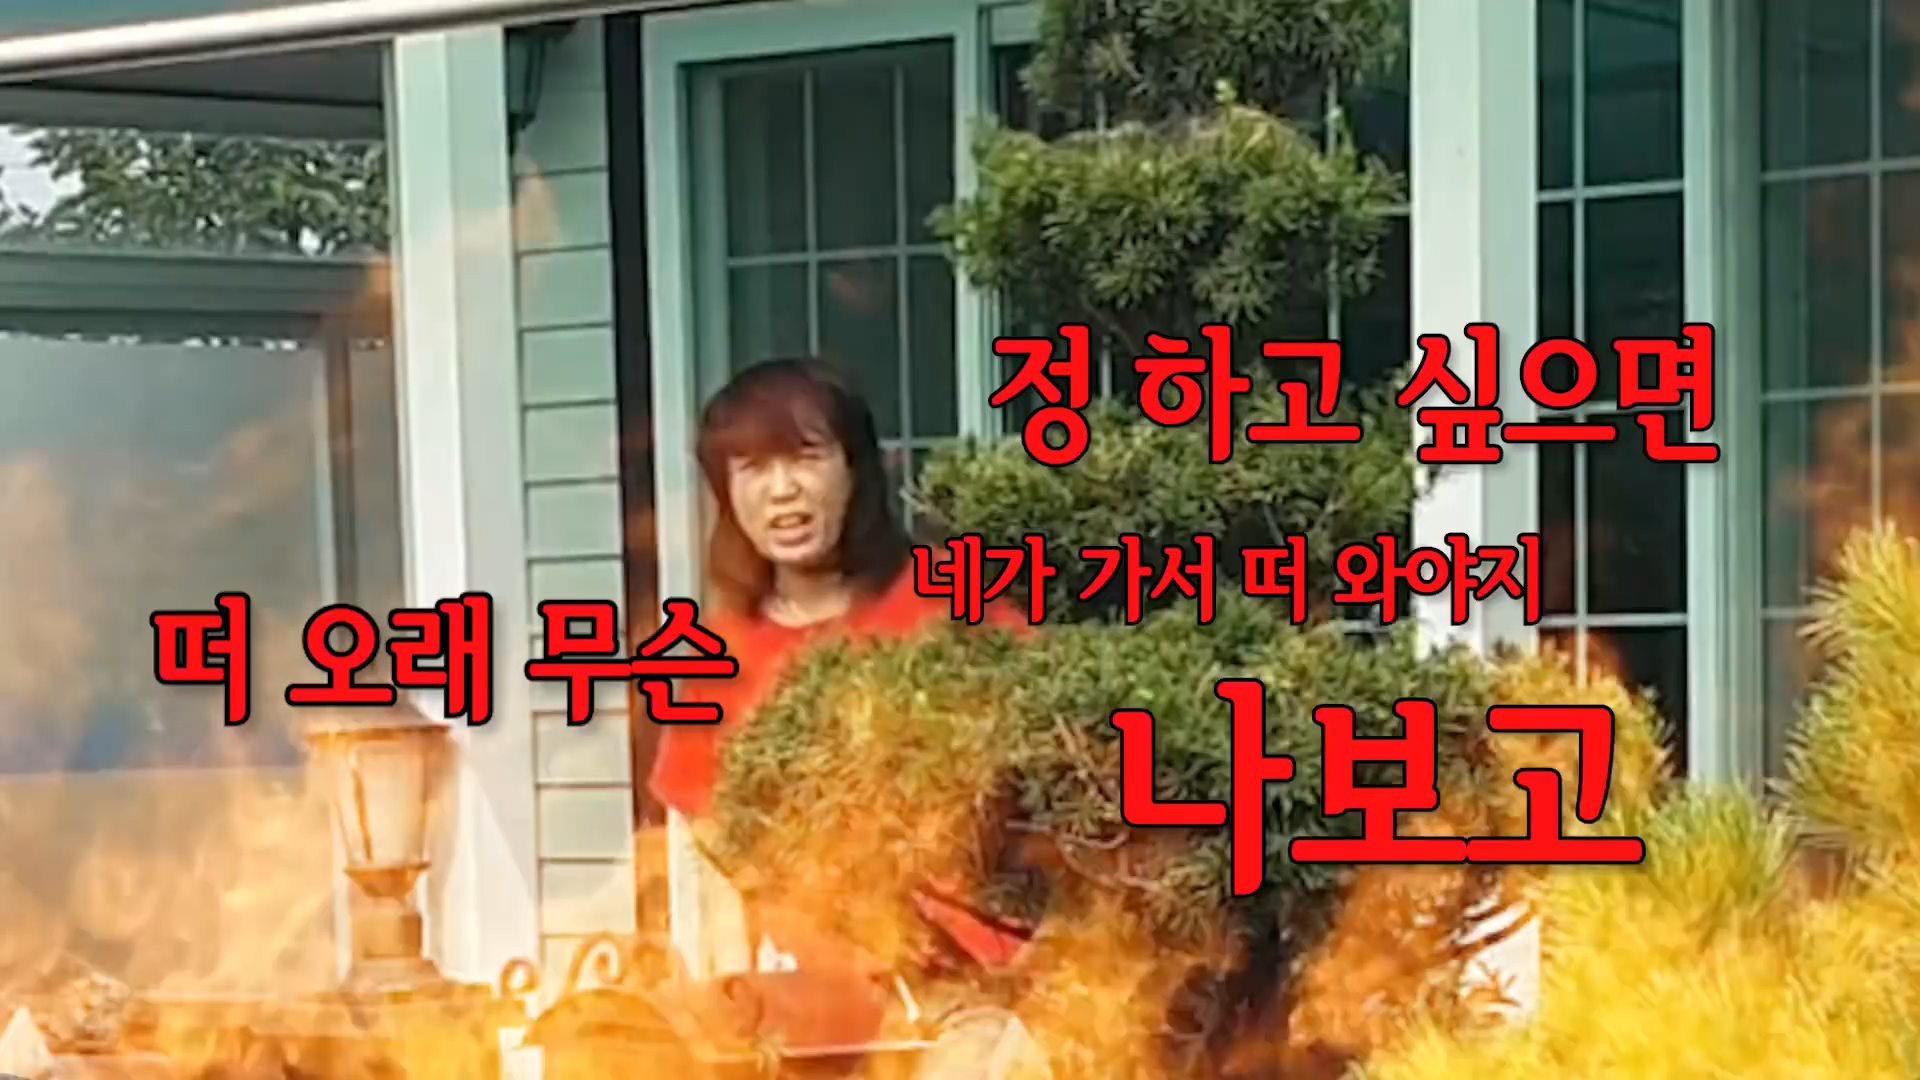 정 하고 싶으면
네가 가서 떠 와야지
떠 오래 무슨
나보고